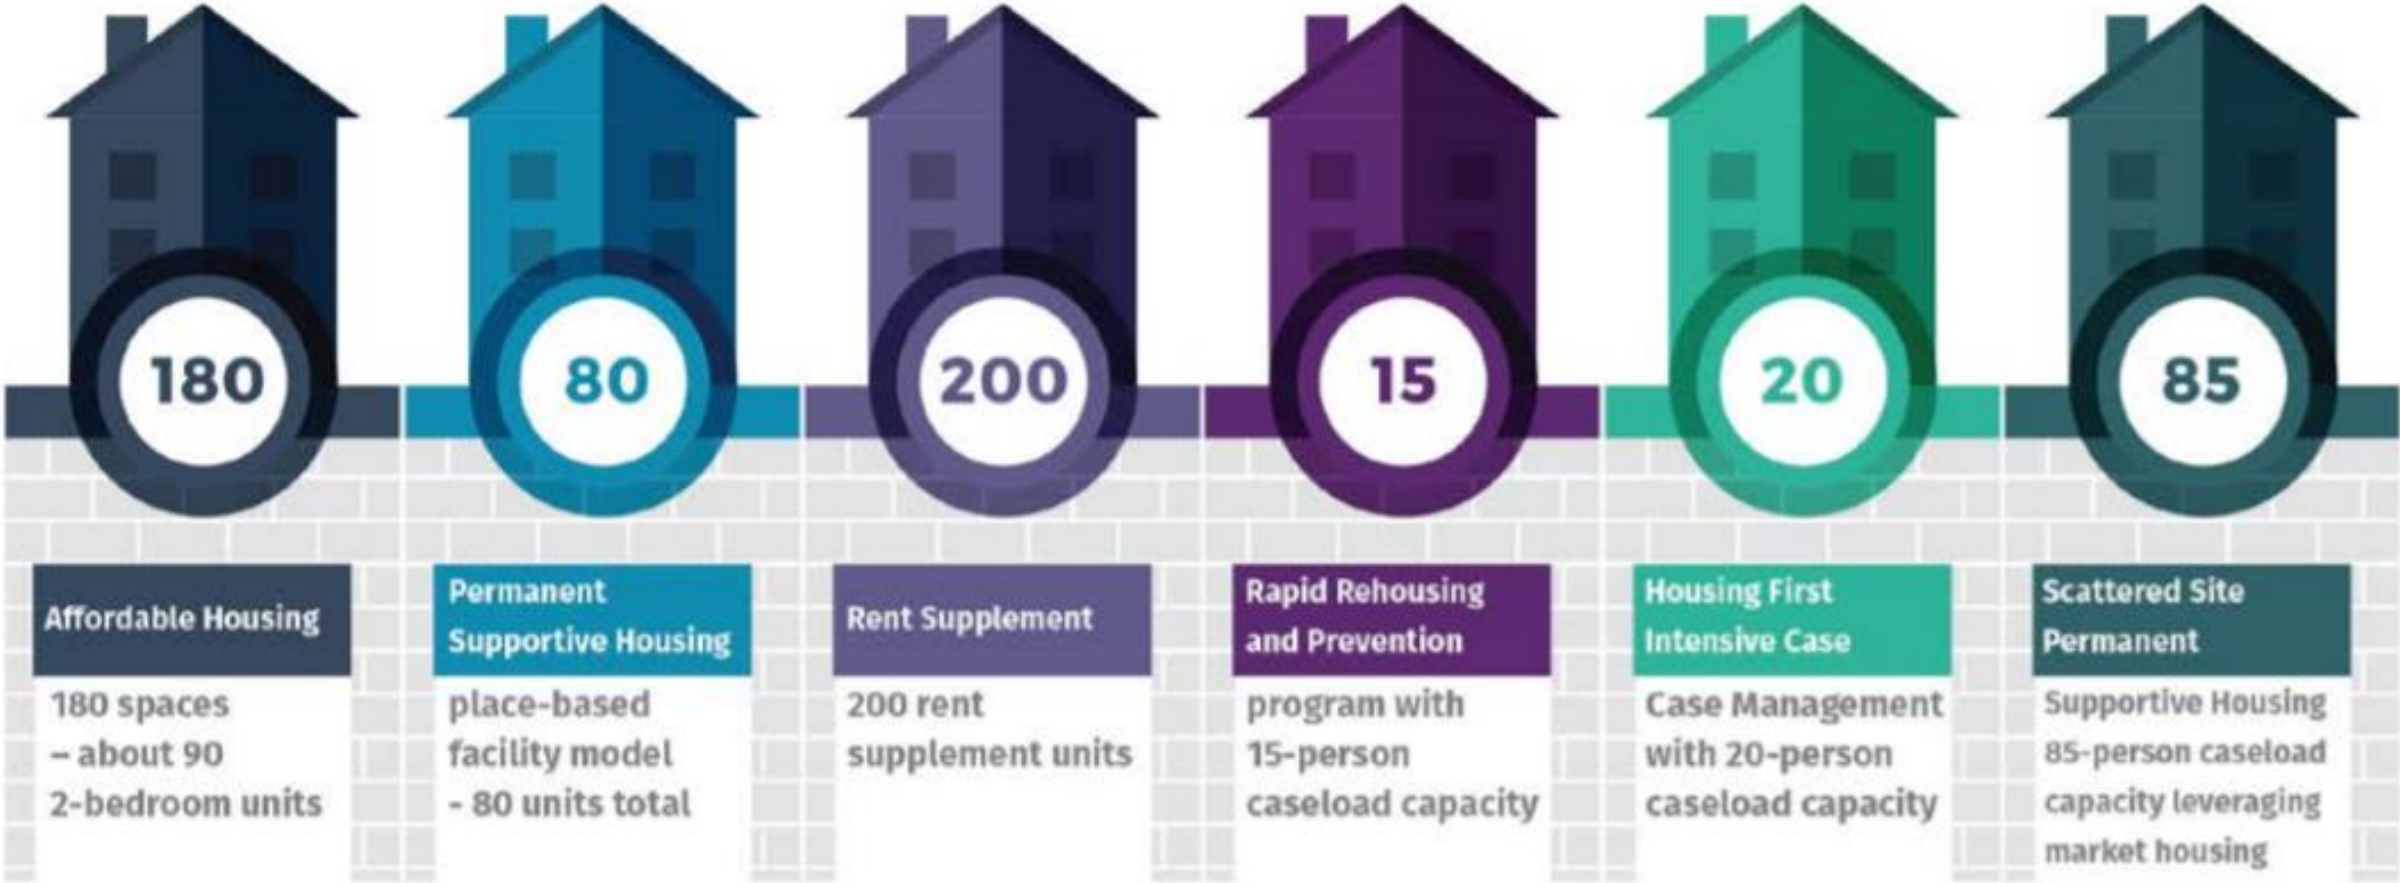 180
80
200
15
20
85
Affordable Housing
180 spaces
– about 90
2-bedroom units
Permanent
Supportive Housing
place-based
facility model
- 80 units total
Rent Supplement
200 rent
supplement units
Rapid Rehousing
and Prevention
program with
15-person
caseload capacity
Housing First
Intensive Case
Case Management
with 20-person
caseload capacity
Scattered Site
Permanent
Supportive Housing
85-person caseload
capacity leveraging
market housing